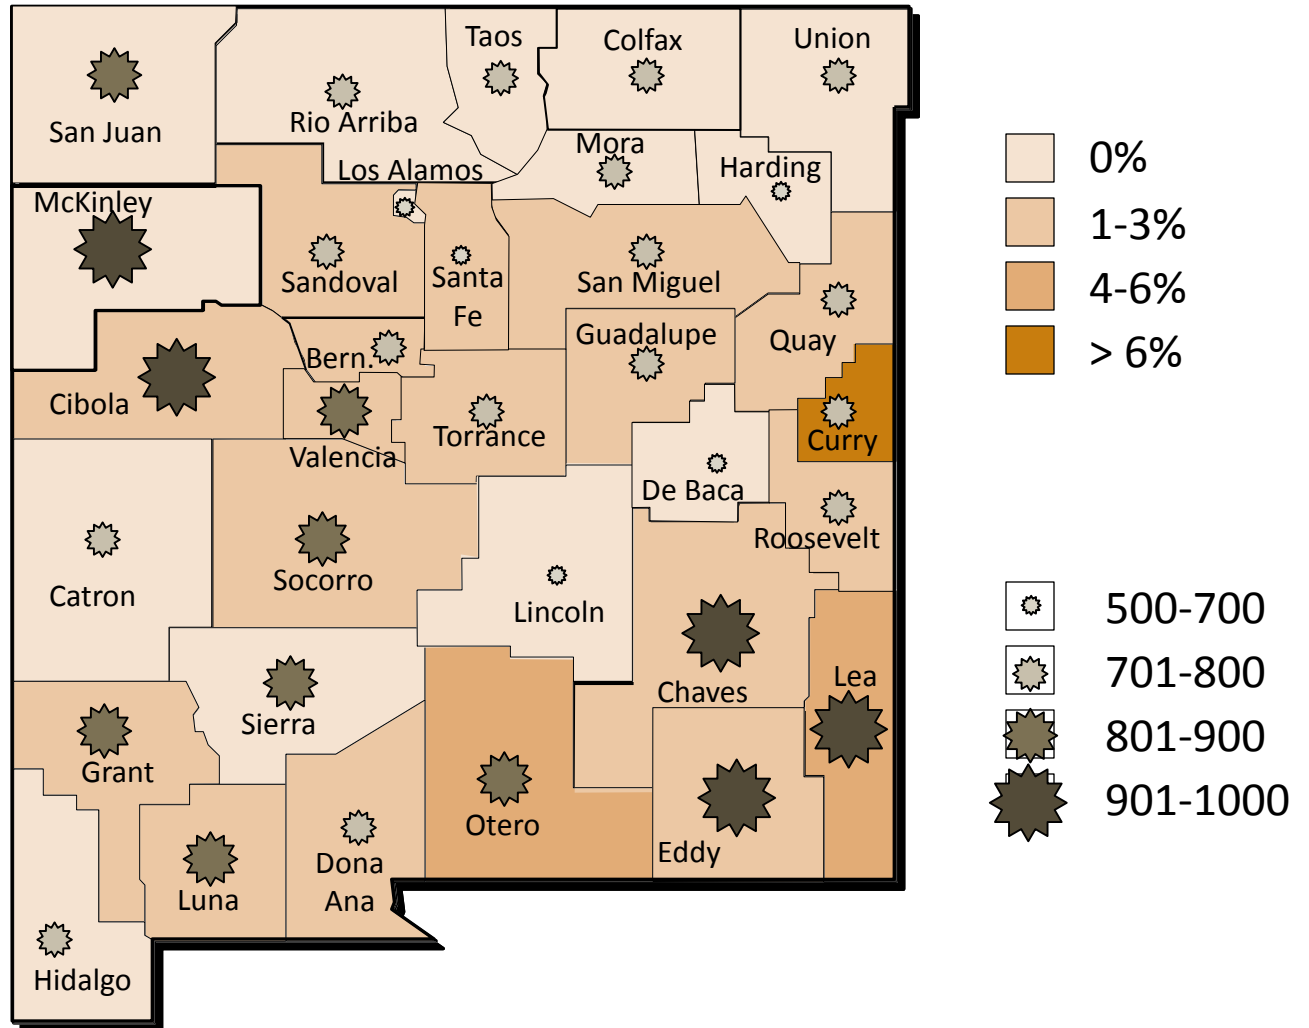 Taos
Colfax
Union
San Juan
Rio Arriba
Mora
Harding
Los Alamos
McKinley
Sandoval
Santa
Fe
San Miguel
Guadalupe
Quay
Bern.
Cibola
Valencia
Torrance
Curry
De Baca
Roosevelt
Catron
Socorro
Lincoln
Chaves
Lea
Sierra
Grant
Otero
Eddy
Dona
Ana
Luna
Hidalgo
0%
1-3%
4-6%
> 6%
500-700
701-800
801-900
901-1000